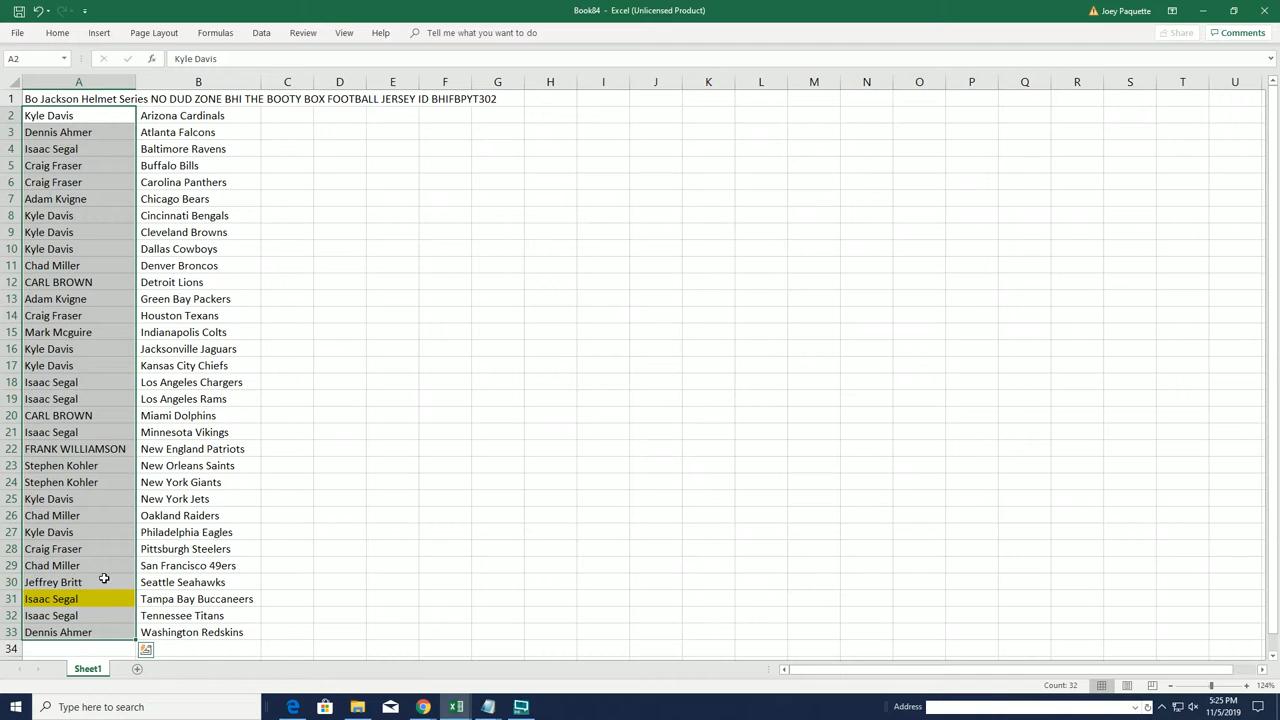 Book84 - Excel (Unlicensed Product)
Joey Paquette
File Home Insert Page Layout Formulas Data Review View Help Tell me what you want to do Share Comments
A2 fx Kyle Davis
A B C D E F G H I J K L M N O P Q R S T U
1 Bo Jackson Helmet Series NO DUD ZONE BHI THE BOOTY BOX FOOTBALL JERSEY ID BHIFBPYT302
2 Kyle Davis Arizona Cardinals
3 Dennis Ahmer Atlanta Falcons
4 Isaac Segal Baltimore Ravens
5 Craig Fraser Buffalo Bills
6 Craig Fraser Carolina Panthers
7 Adam Kvigne Chicago Bears
8 Kyle Davis Cincinnati Bengals
9 Kyle Davis Cleveland Browns
10 Kyle Davis Dallas Cowboys
11 Chad Miller Denver Broncos
12 CARL BROWN Detroit Lions
13 Adam Kvigne Green Bay Packers
14 Craig Fraser Houston Texans
15 Mark Mcguire Indianapolis Colts
16 Kyle Davis Jacksonville Jaguars
17 Kyle Davis Kansas City Chiefs
18 Isaac Segal Los Angeles Chargers
19 Isaac Segal Los Angeles Rams
20 CARL BROWN Miami Dolphins
21 Isaac Segal Minnesota Vikings
22 FRANK WILLIAMSON New England Patriots
23 Stephen Kohler New Orleans Saints
24 Stephen Kohler New York Giants
25 Kyle Davis New York Jets
26 Chad Miller Oakland Raiders
27 Kyle Davis Philadelphia Eagles
28 Craig Fraser Pittsburgh Steelers
29 Chad Miller San Francisco 49ers
30 Jeffrey Britt Seattle Seahawks
31 Isaac Segal Tampa Bay Buccaneers
32 Isaac Segal Tennessee Titans
33 Dennis Ahmer Washington Redskins
34
Sheet1
Count: 32 124%
Type here to search Address 5:25 PM
11/5/2019